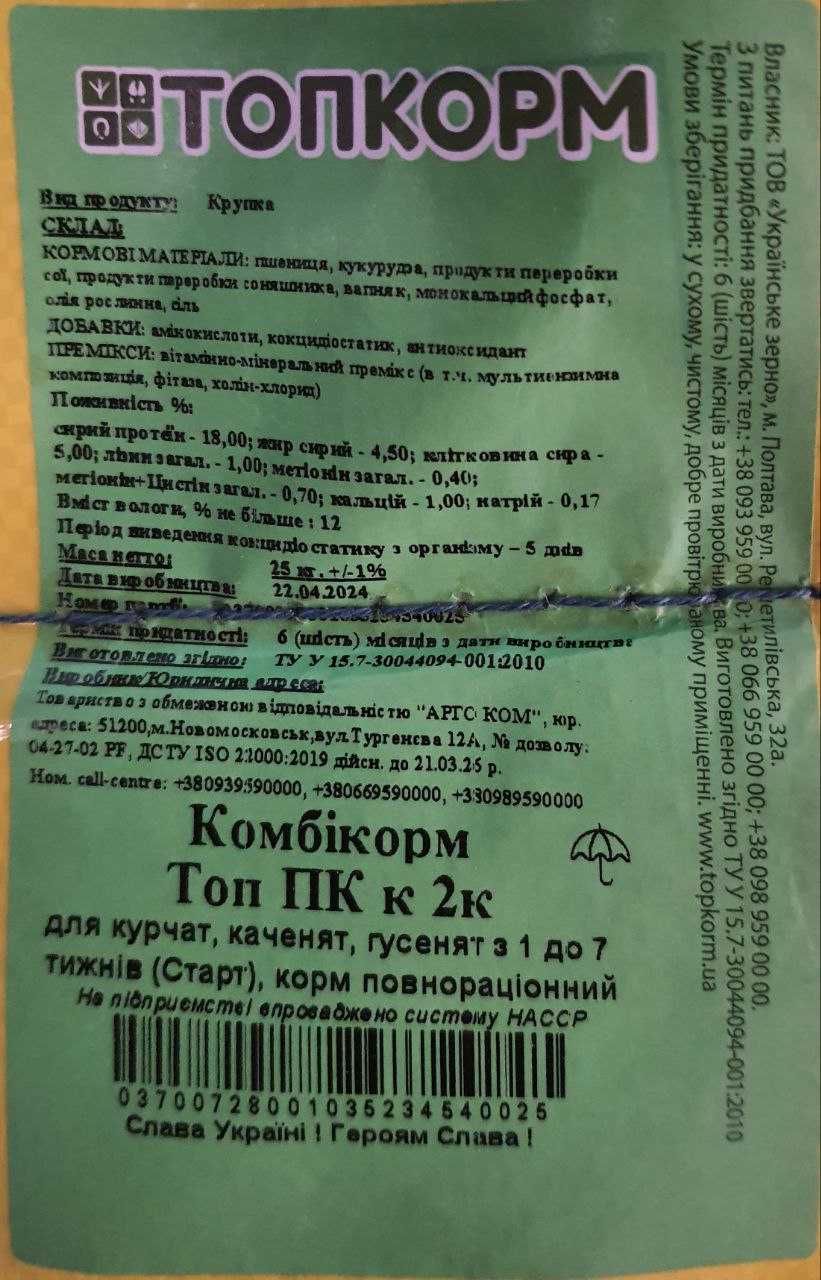 ТОПКОРМ
Вид продукту: Крупка
СКЛАД:
КОРМОВІ МАТЕРІАЛИ: пшениця, кукурудза, продукти переробки
сої, продукти переробки соняшника, вапняк, монокальційфосфат,
олія рослинна, сіль
ДОБАВКИ: амінокислоти, кокцидіостатик, антиоксидант
ПРЕМІКСИ: вітамінно-мінеральний премікс (в т.ч. мультиензимна
композиція, фітаза, холін-хлорид)
Поживність %:
сирий протеїн - 18,00; жир сирий - 4,50; клітковина сира -
5,00; лізин загал. - 1,00; метіонін загал. - 0,40;
метіонін+Цистін загал. - 0,70; кальцій - 1,00; натрій - 0,17
Вміст вологи, % не більше : 12
Період виведення кокцидіостатику з організму – 5 днів
Маса нетто: 25 кг. +/-1%
Дата виробництва: 22.04.2024
Номер партії:
Термін придатності: 6 (шість) місяців з дати виробництва
Виготовлено згідно: ТУ У 15.7-30044094-001:2010
Виробник/Юридична адреса:
Товариство з обмеженою відповідальністю "АРГО КОМ", юр.
адреса: 51200,м.Новомосковськ,вул.Тургенєва 12А, № дозволу:
04-27-02 PF, ДСТУ ISO 22000:2019 дійсн. до 21.03.25 р.
Ном. call-centre: +380939590000, +380669590000, +380989590000
Комбікорм
Топ ПК к 2к
для курчат, каченят, гусенят з 1 до 7
тижнів (Старт), корм повнораціонний
На підприємстві впроваджено систему НАССР
03700728001035234540025
Слава Україні ! Героям Слава !
Власник: ТОВ «Українське зерно», м. Полтава, вул. Решетилівська, 32а.
З питань придбання звертатись: тел.: +38 093 959 00 00; +38 066 959 00 00; +38 098 959 00 00.
Термін придатності: 6 (шість) місяців з дати виробництва. Виготовлено згідно ТУ У 15.7-30044094-001:2010
Умови зберігання: у сухому, чистому, добре провітрюваному приміщенні. www.topkorm.ua